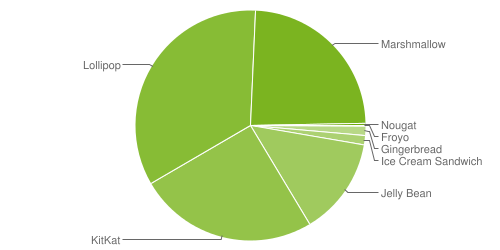 Marshmallow
Lollipop
Nougat
Froyo
Gingerbread
Ice Cream Sandwich
Jelly Bean
KitKat